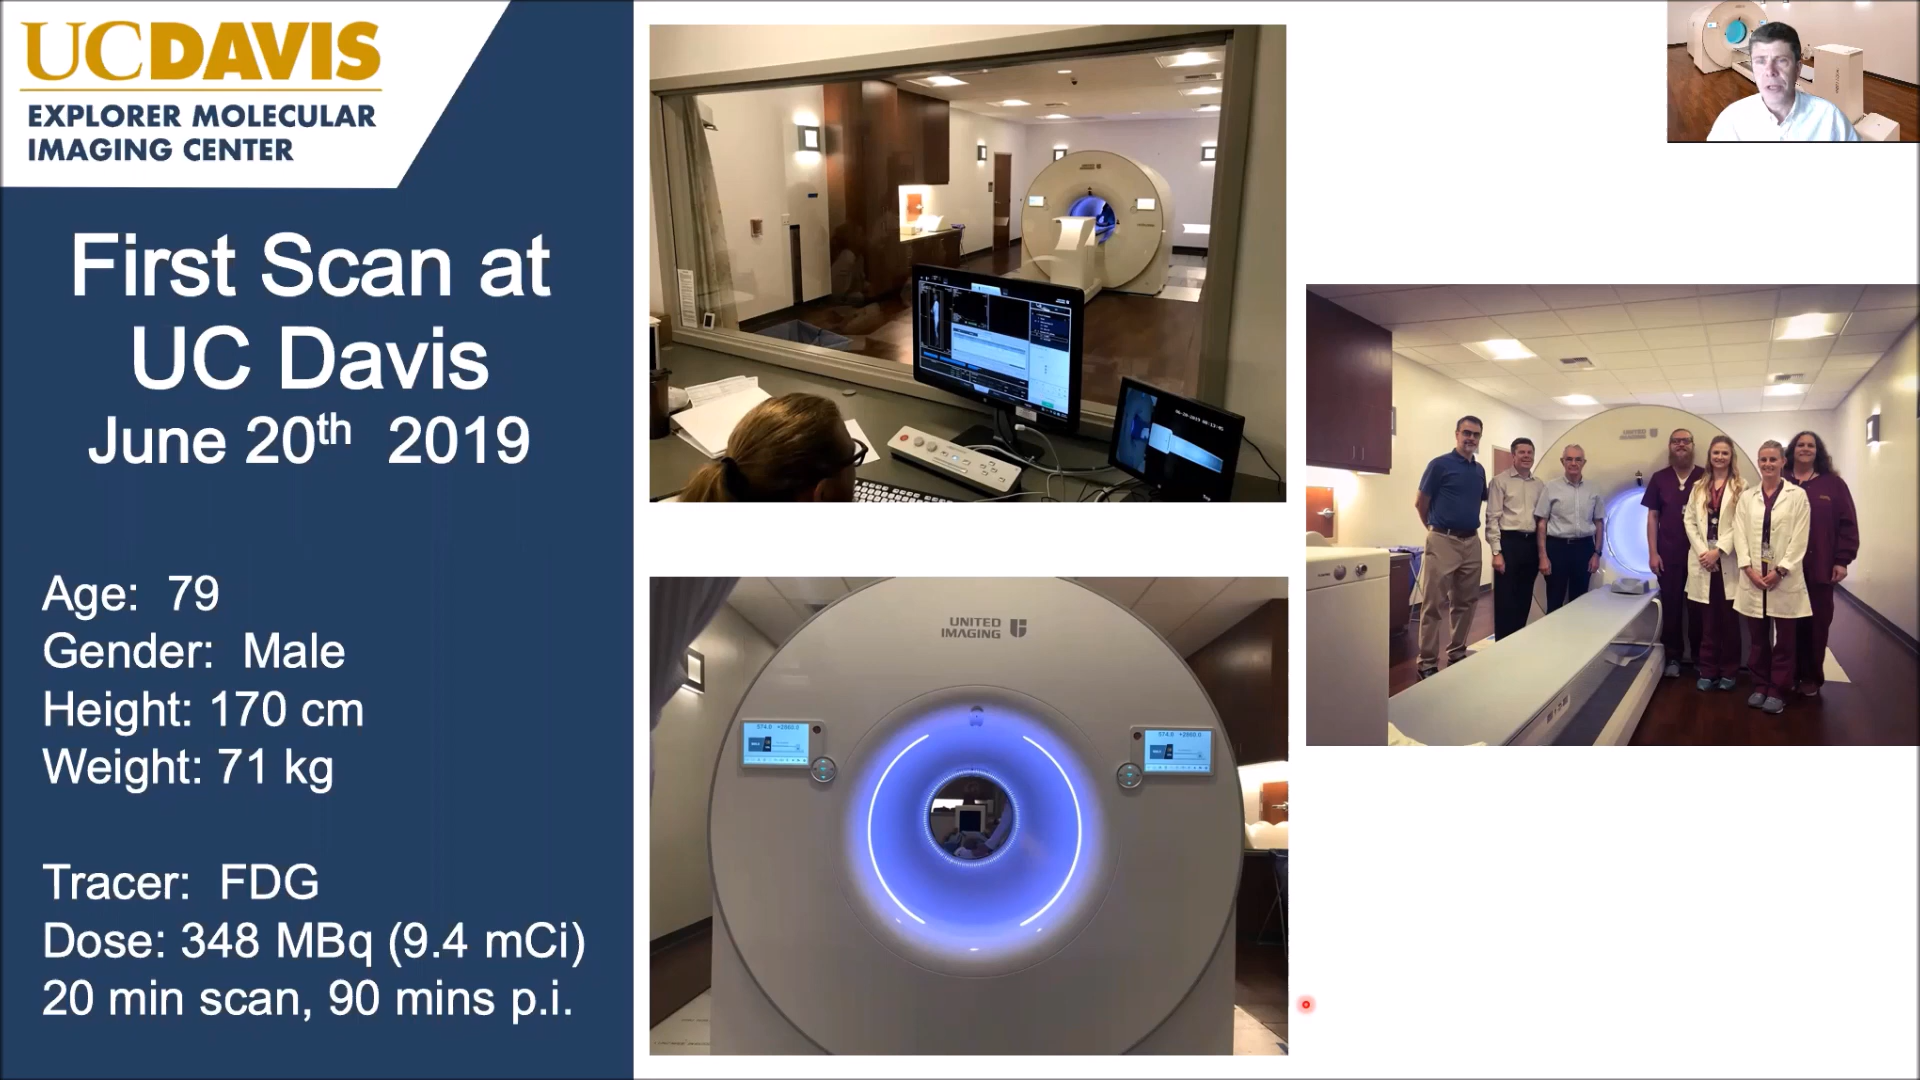 UCDAVIS
EXPLORER MOLECULAR
IMAGING CENTER
First Scan at
UC Davis
June 20th 2019
Age: 79
Gender: Male
Height: 170 cm
Weight: 71 kg
Tracer: FDG
Dose: 348 MBq (9.4 mCi)
20 min scan, 90 mins p.i.
UNITED
IMAGING
UNITED
IMAGING